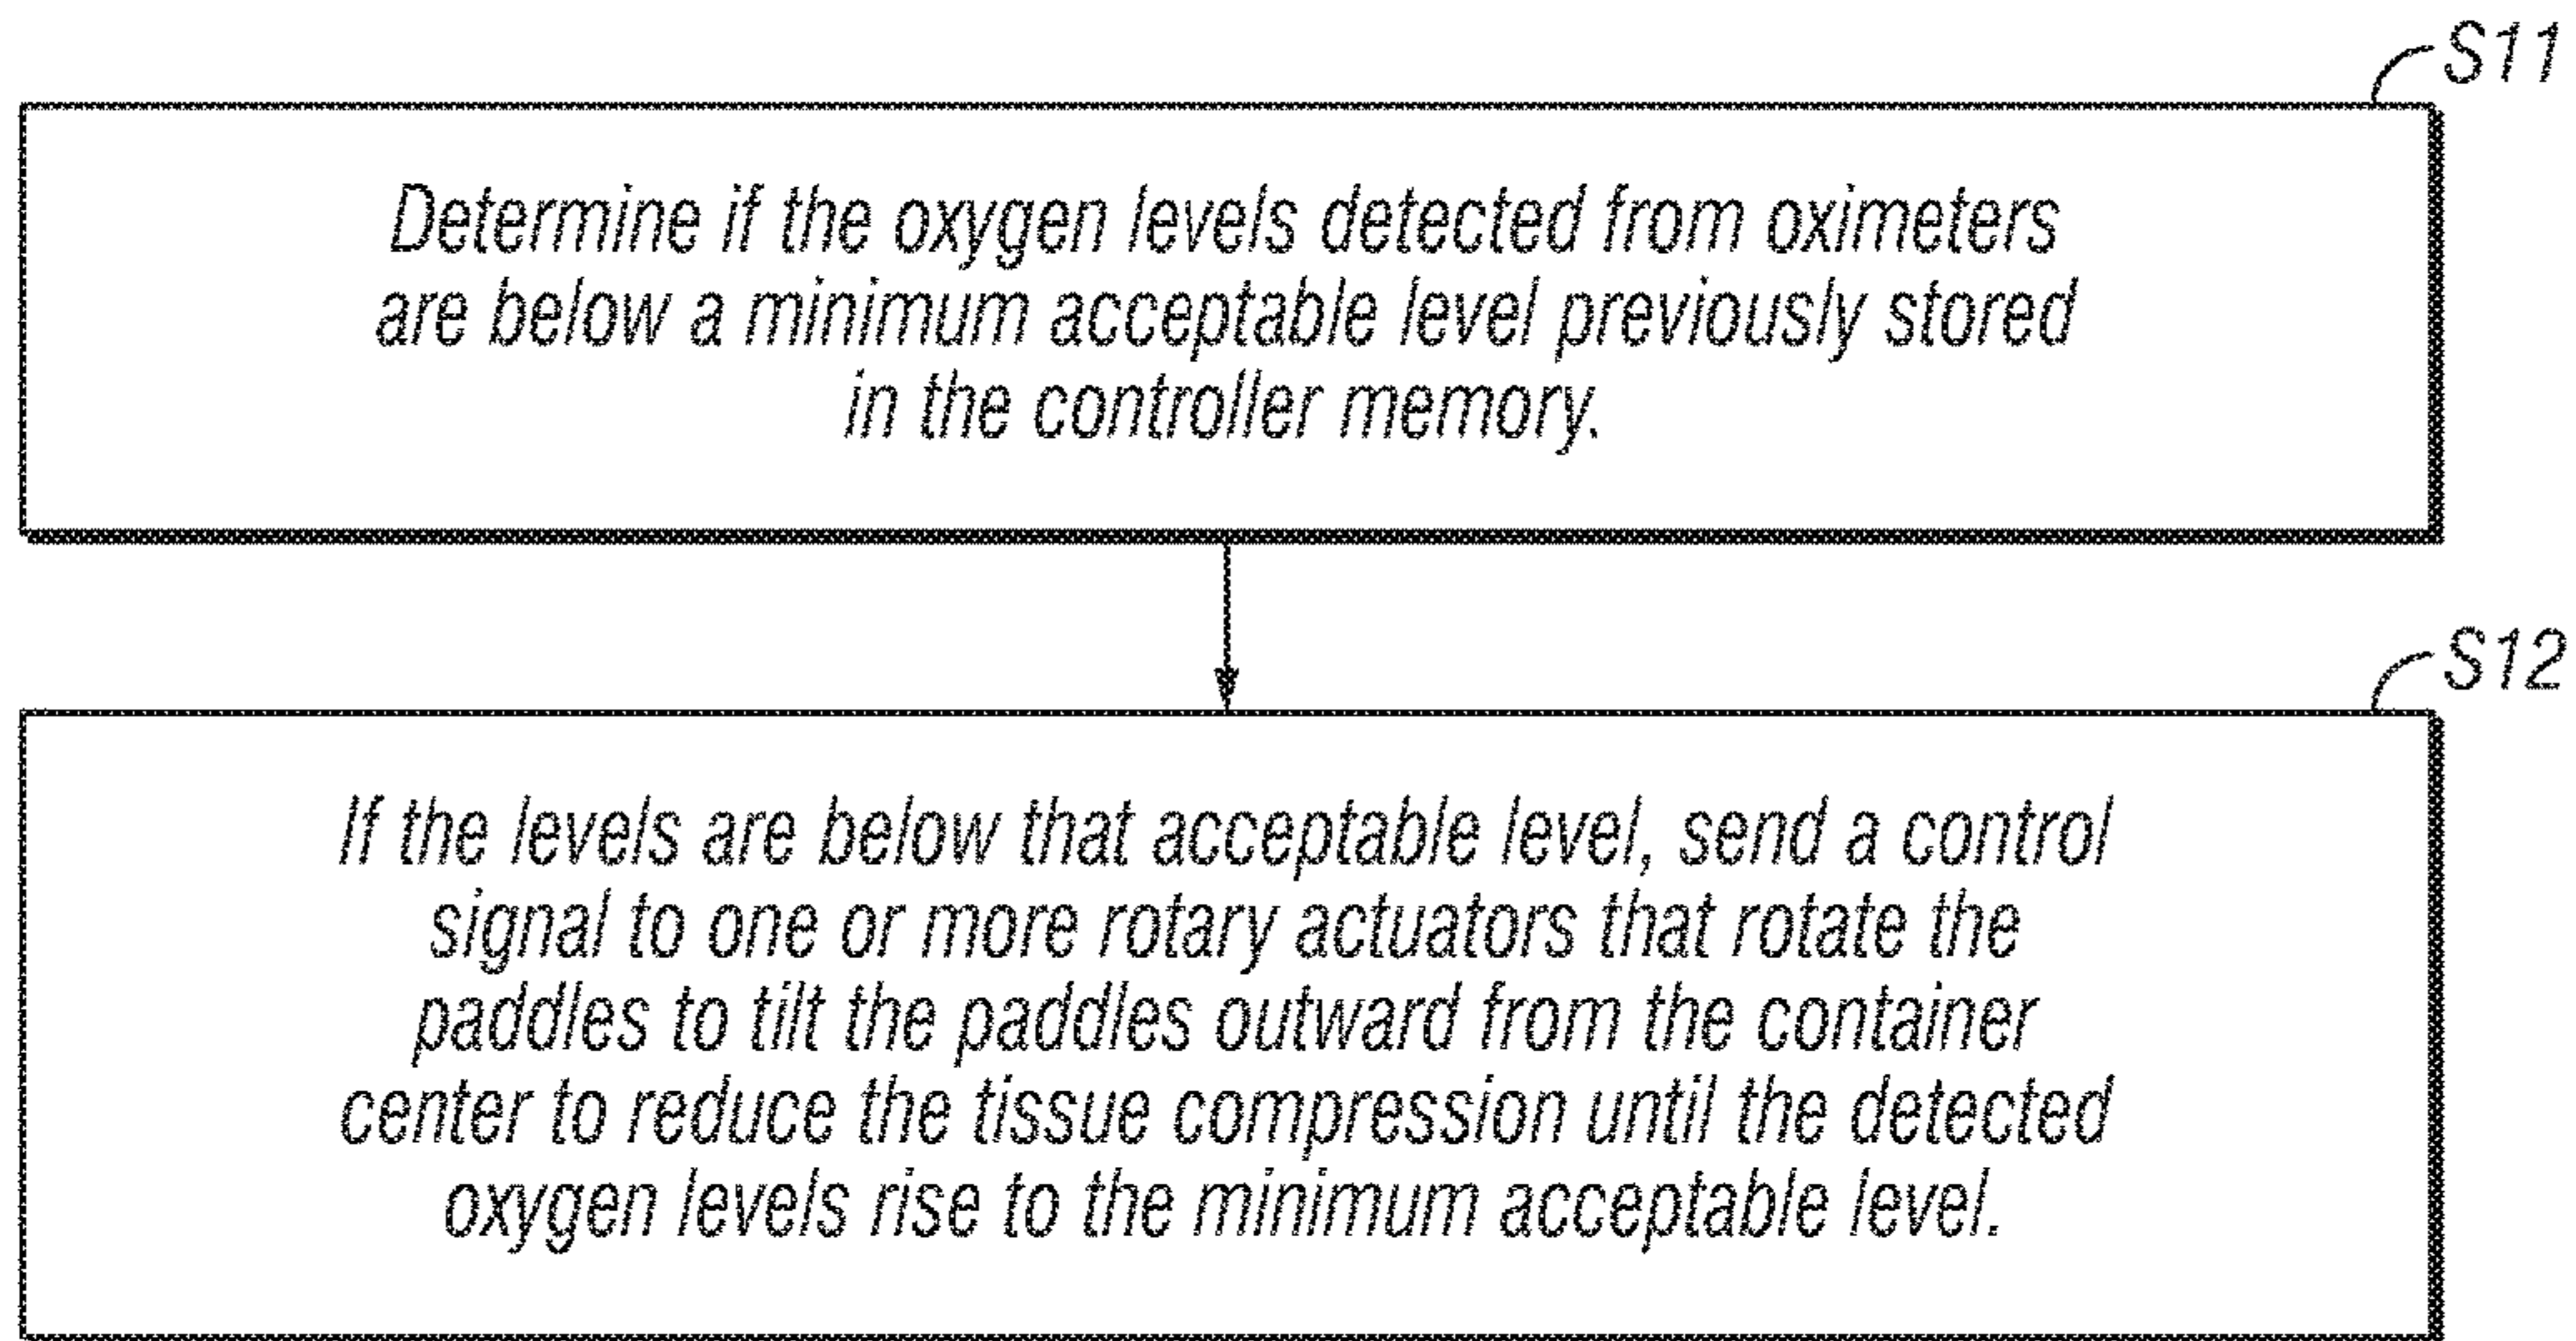 S11
Determine if the oxygen levels detected from oximeters
are below a minimum acceptable level previously stored
in the controller memory.
S12
If the levels are below that acceptable level, send a control
signal to one or more rotary actuators that rotate the
paddles to tilt the paddles outward from the container
center to reduce the tissue compression until the detected
oxygen levels rise to the minimum acceptable level.